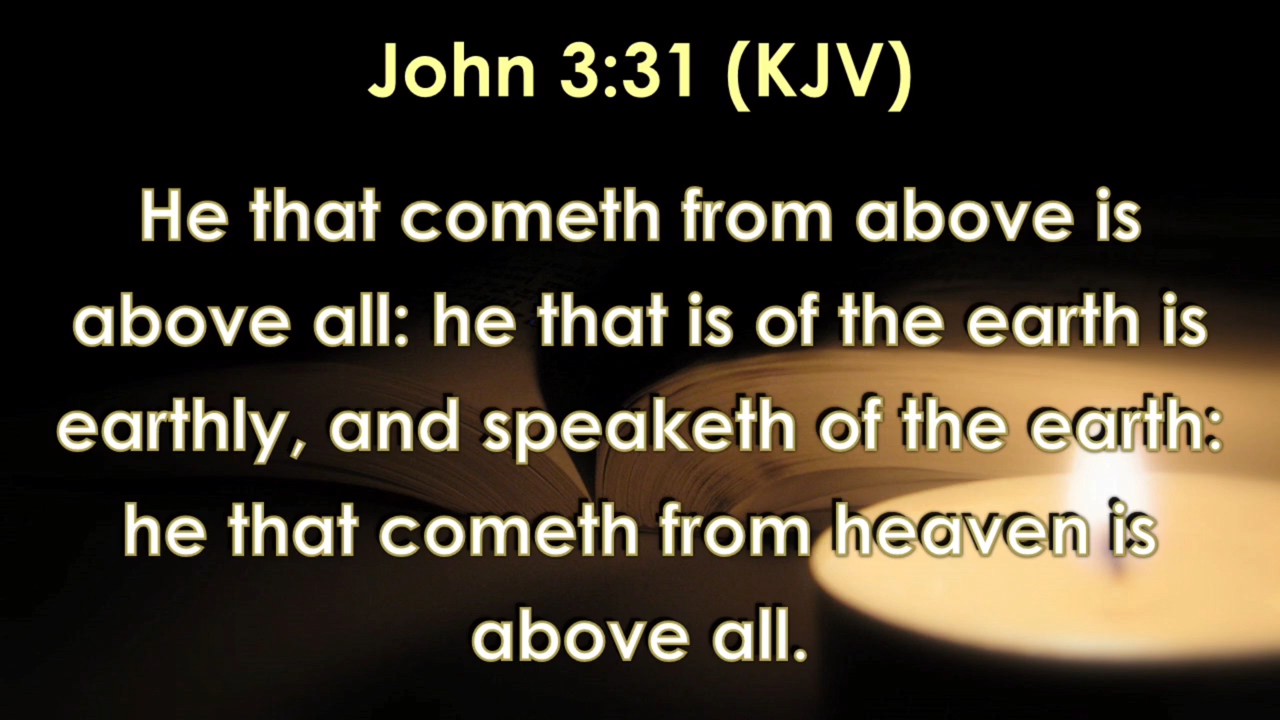 John 3:31 (KJV)
He that cometh from above is
above all: he that is of the earth is
earthly, and speaketh of the earth:
he that cometh from heaven is
above all.